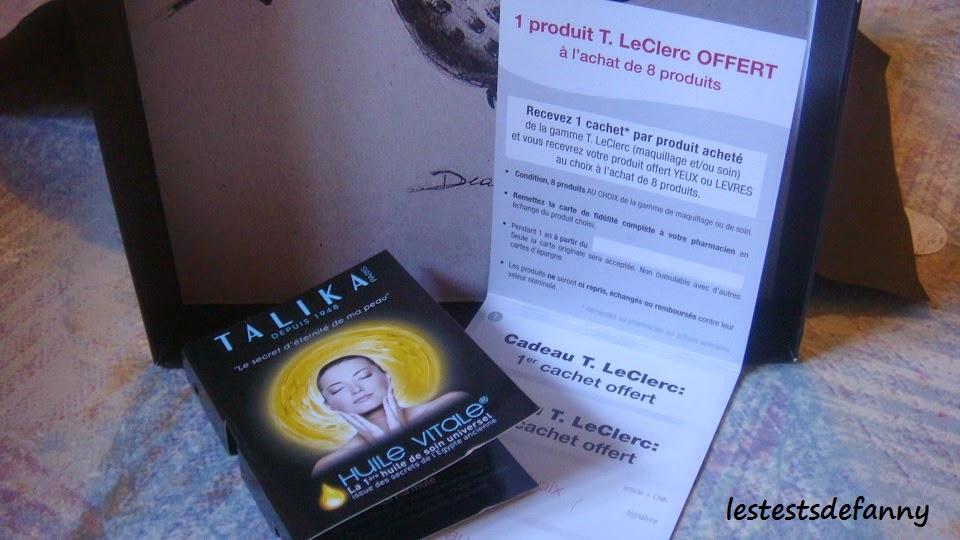 1 produit T. LeClerc OFFERT
à l'achat de 8 produits
Recevez 1 cachet* par produit acheté
de la gamme T. LeClerc (maquillage et/ou soin)
et vous recevrez votre produit offert YEUX ou LEVRES
au choix à l'achat de 8 produits.
• Condition, 8 produits AU CHOIX de la gamme de maquillage ou de soin.
• Remettez la carte de fidélité complète à votre pharmacien en
échange du produit choisi.
• Pendant 1 an à partir du
Seule la carte originale sera acceptée. Non cumulable avec d'autres
cartes d'épargne.
• Les produits ne seront ni repris, échangés ou remboursés contre leur
valeur nominale.
Cadeau T. LeClerc:
1er cachet offert
T. LeClerc:
cachet offert
signature
TALIKA
PARIS
DEPUIS 1948
"Le secret d'éternité de ma peau"
HUILE VITALE®
La 1ère huile de soin universel
issue des secrets de l'Egypte ancienne
lestestsdefanny